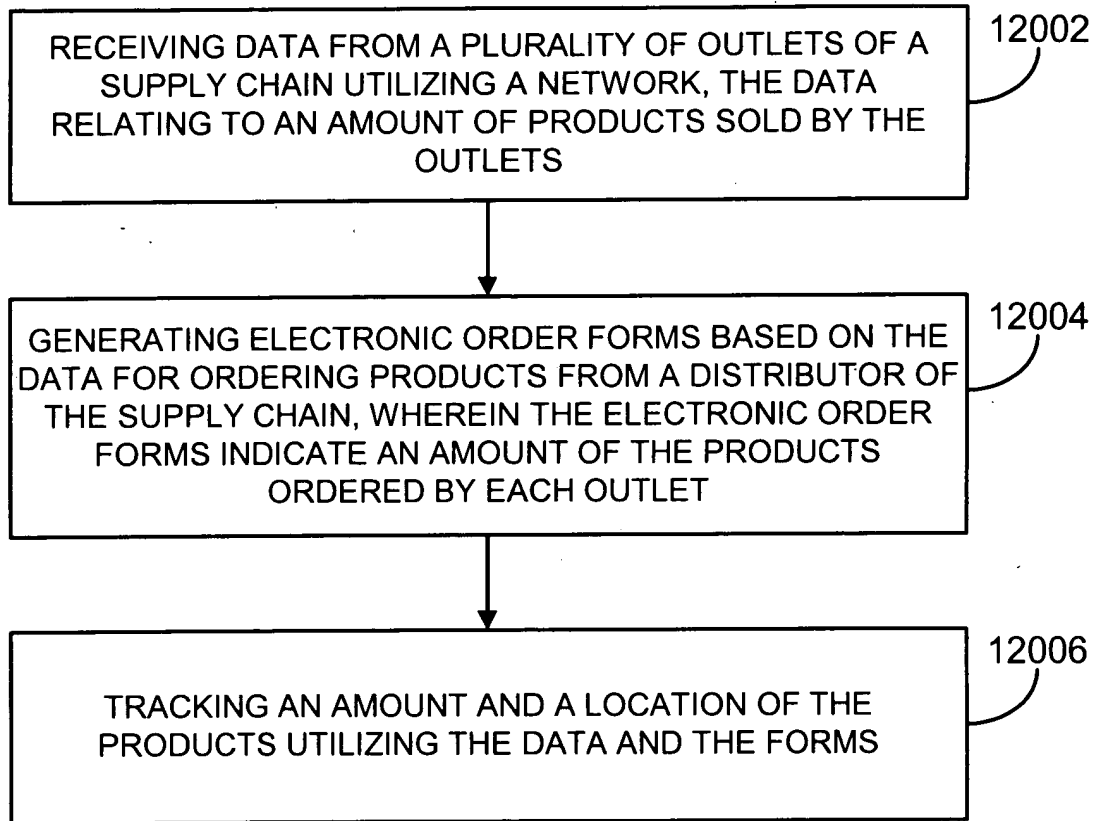 RECEIVING DATA FROM A PLURALITY OF OUTLETS OF A
SUPPLY CHAIN UTILIZING A NETWORK, THE DATA
RELATING TO AN AMOUNT OF PRODUCTS SOLD BY THE
OUTLETS
12002
GENERATING ELECTRONIC ORDER FORMS BASED ON THE
DATA FOR ORDERING PRODUCTS FROM A DISTRIBUTOR OF
THE SUPPLY CHAIN, WHEREIN THE ELECTRONIC ORDER
FORMS INDICATE AN AMOUNT OF THE PRODUCTS
ORDERED BY EACH OUTLET
12004
TRACKING AN AMOUNT AND A LOCATION OF THE
PRODUCTS UTILIZING THE DATA AND THE FORMS
12006